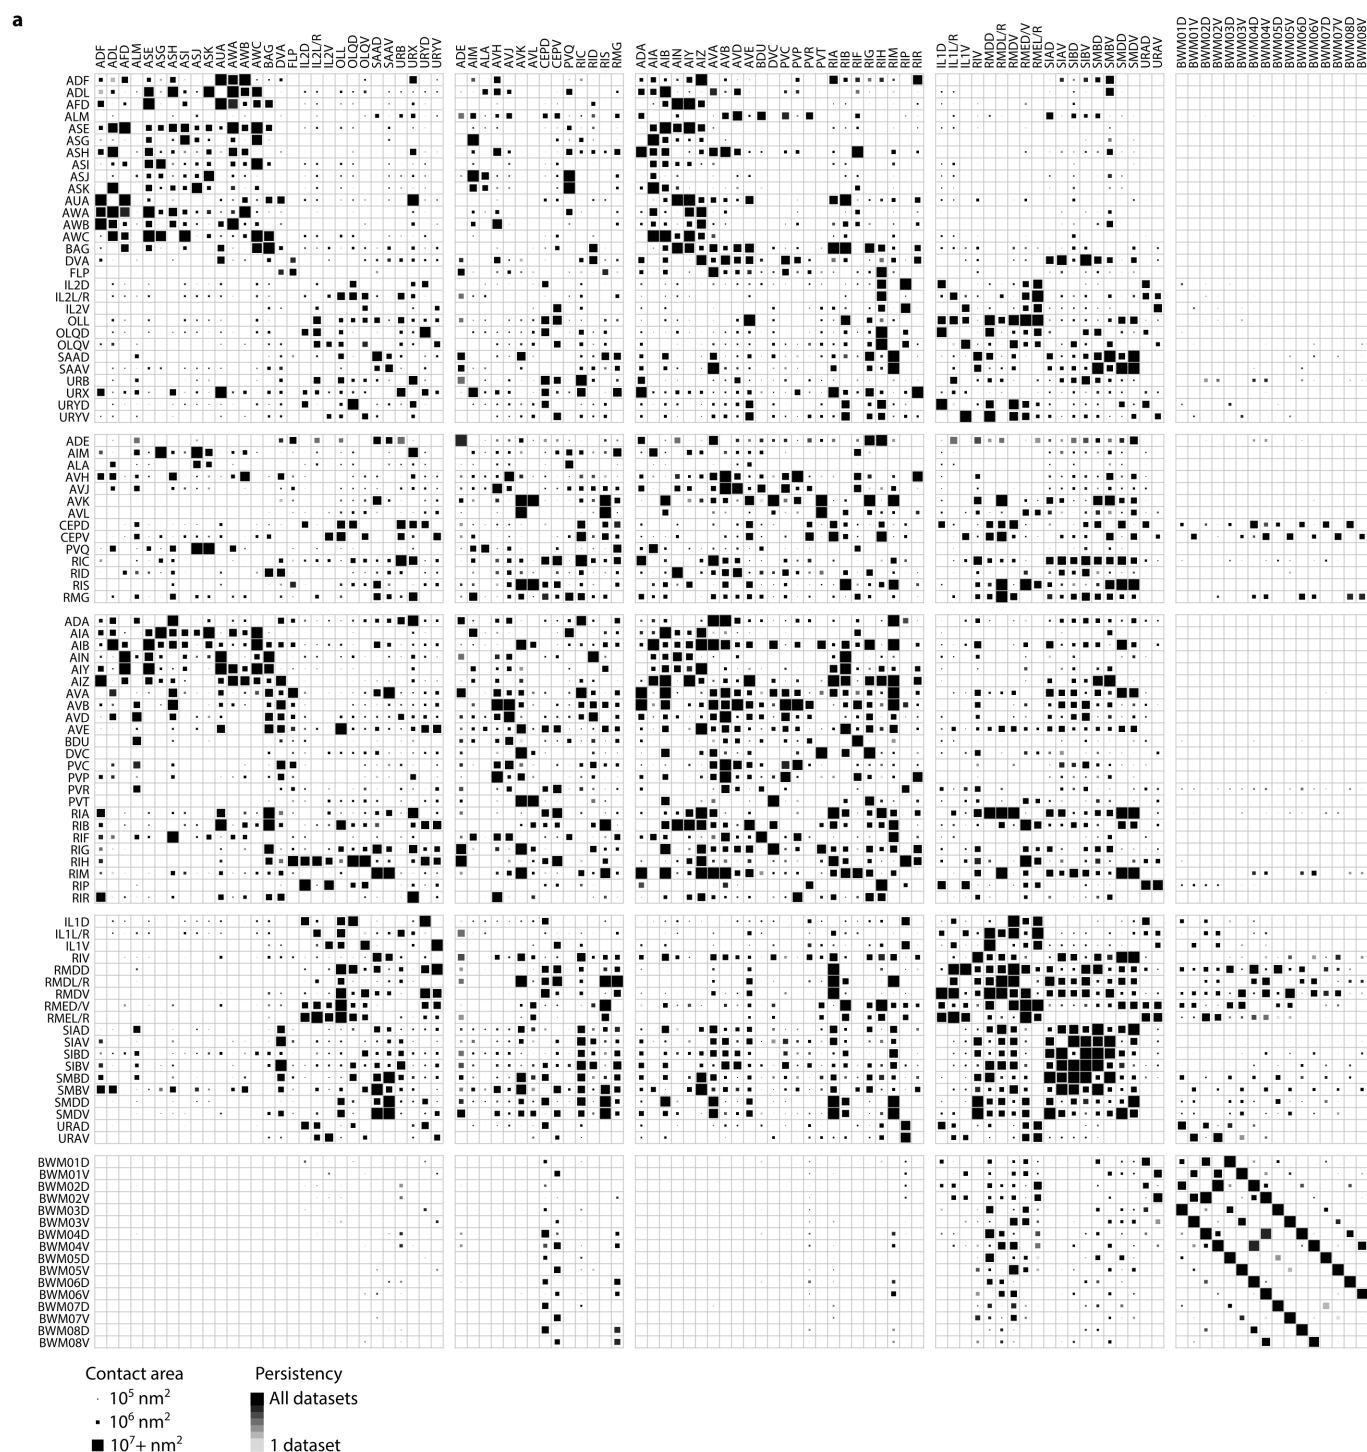 a
ADF ADL AFD ALM ASE ASG ASH ASI ASJ ASK AUA AWA AWB AWC BAG DVA FLP IL2D IL2L/R IL2V OLL OLQD OLQV SAAD SAAV URB URX URYD URYV ADE AIM ALA AVH AVJ AVK AVL CEPD CEPV PVQ RIC RID RIS RMG ADA AIA AIB AIN AIY AIZ AVA AVB AVD AVE BDU DVC PVC PVP PVR PVT RIA RIB RIF RIG RIH RIM RIP RIR IL1D IL1L/R IL1V RIV RMDD RMDL/R RMDV RMED/V RMEL/R SIAD SIAV SIBD SIBV SMBD SMBV SMDD SMDV URAD URAV BWM01D BWM01V BWM02D BWM02V BWM03D BWM03V BWM04D BWM04V BWM05D BWM05V BWM06D BWM06V BWM07D BWM07V BWM08D BWM08V
ADF
ADL
AFD
ALM
ASE
ASG
ASH
ASI
ASJ
ASK
AUA
AWA
AWB
AWC
BAG
DVA
FLP
IL2D
IL2L/R
IL2V
OLL
OLQD
OLQV
SAAD
SAAV
URB
URX
URYD
URYV
ADE
AIM
ALA
AVH
AVJ
AVK
AVL
CEPD
CEPV
PVQ
RIC
RID
RIS
RMG
ADA
AIA
AIB
AIN
AIY
AIZ
AVA
AVB
AVD
AVE
BDU
DVC
PVC
PVP
PVR
PVT
RIA
RIB
RIF
RIG
RIH
RIM
RIP
RIR
IL1D
IL1L/R
IL1V
RIV
RMDD
RMDL/R
RMDV
RMED/V
RMEL/R
SIAD
SIAV
SIBD
SIBV
SMBD
SMBV
SMDD
SMDV
URAD
URAV
BWM01D
BWM01V
BWM02D
BWM02V
BWM03D
BWM03V
BWM04D
BWM04V
BWM05D
BWM05V
BWM06D
BWM06V
BWM07D
BWM07V
BWM08D
BWM08V
Contact area
10⁵ nm²
10⁶ nm²
10⁷+ nm²
Persistency
All datasets
1 dataset